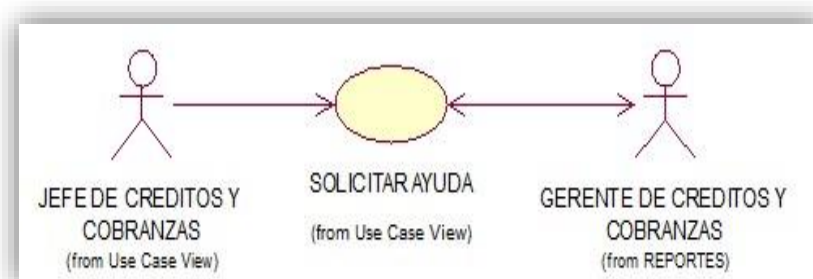 JEFE DE CREDITOS Y
COBRANZAS
(from Use Case View)
SOLICITAR AYUDA
(from Use Case View)
GERENTE DE CREDITOS Y
COBRANZAS
(from REPORTES)